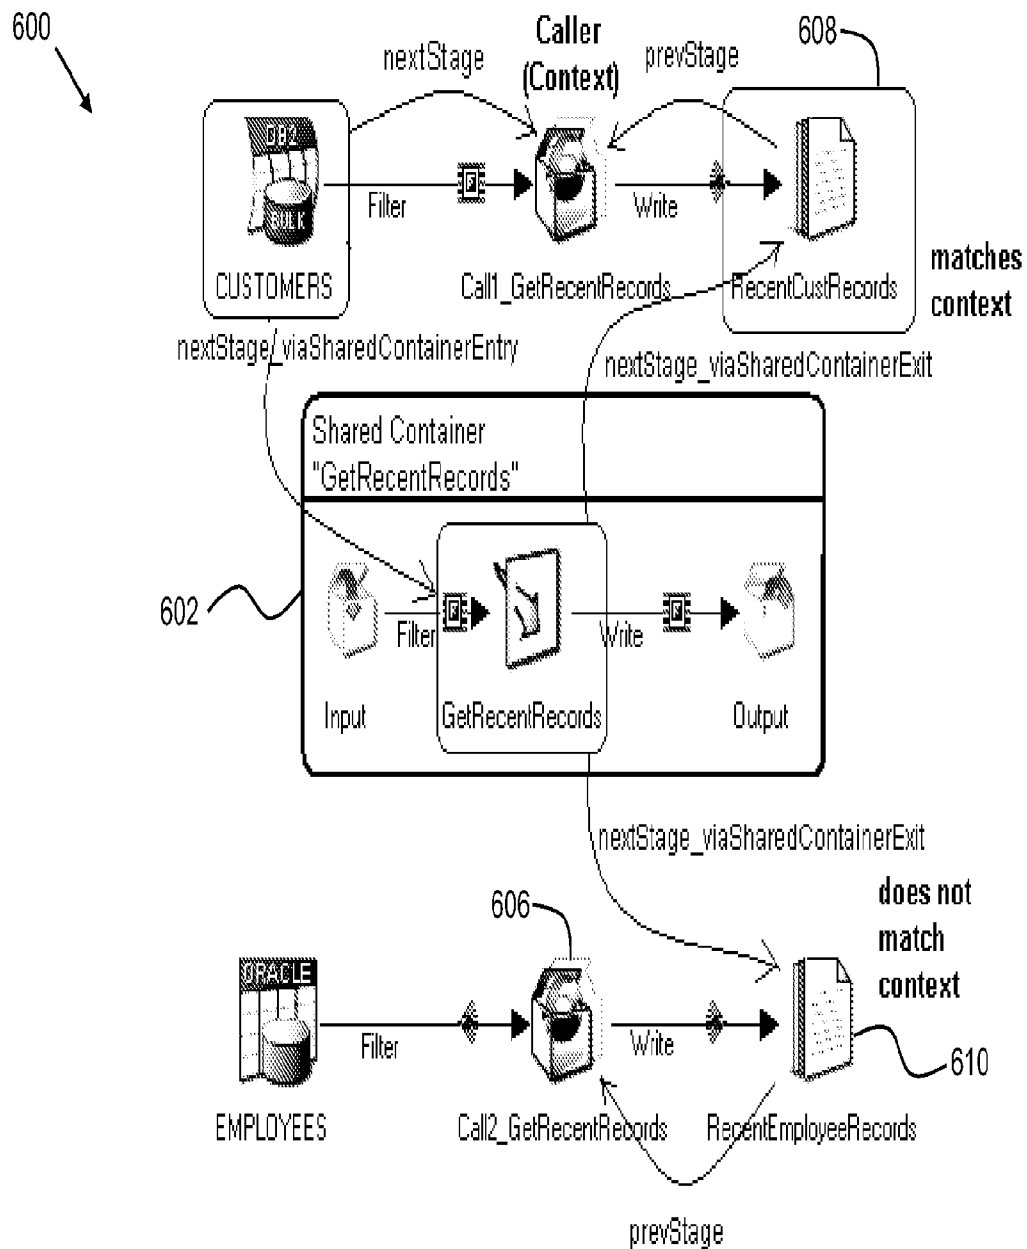 600
nextStage
Caller
(Context)
prevStage
608
DB2
BULK
Filter
Write
CUSTOMERS
Call1_GetRecentRecords
RecentCustRecords
matches
context
nextStage_viaSharedContainerEntry
nextStage_viaSharedContainerExit
Shared Container
"GetRecentRecords"
602
Filter
Write
Input
GetRecentRecords
Output
nextStage_viaSharedContainerExit
606
does not
match
context
ORACLE
Filter
Write
610
EMPLOYEES
Call2_GetRecentRecords
RecentEmployeeRecords
prevStage